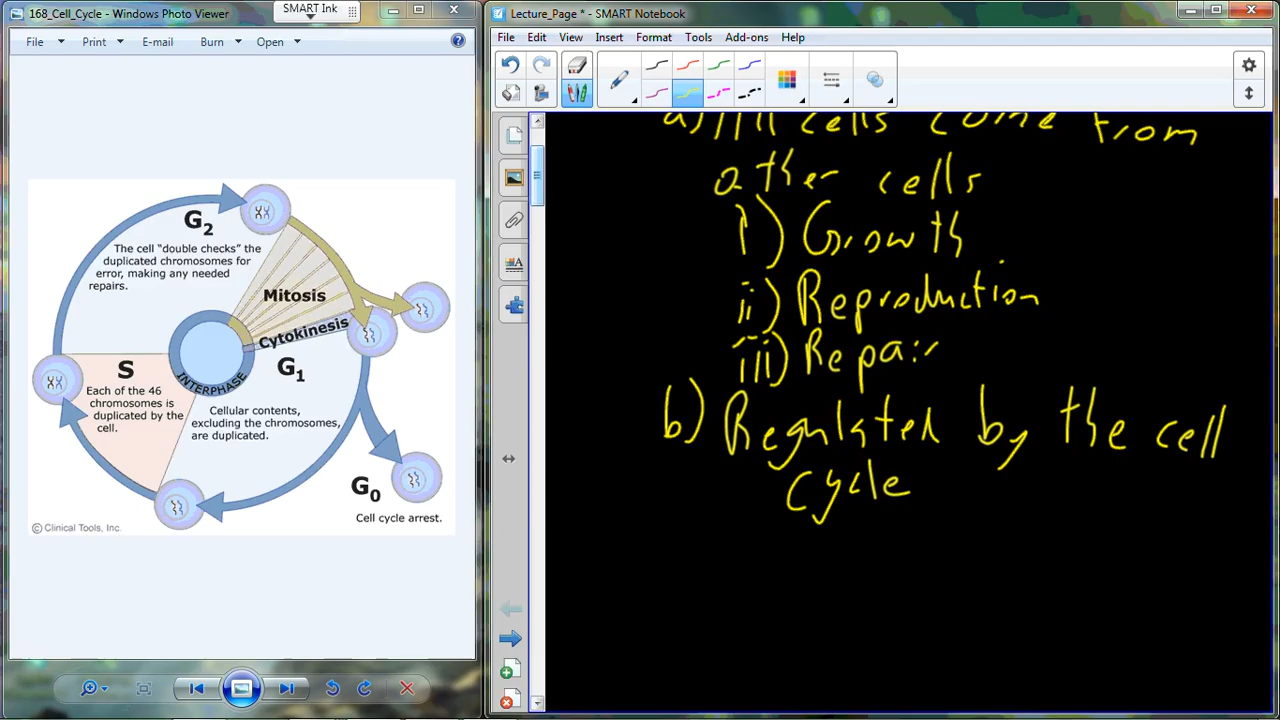 168_Cell_Cycle - Windows Photo Viewer
SMART Ink
File Print E-mail Burn Open
G2
The cell "double checks" the
duplicated chromosomes for
error, making any needed
repairs.
Mitosis
Cytokinesis
S
Each of the 46
chromosomes is
duplicated by the
cell.
INTERPHASE
G1
Cellular contents,
excluding the chromosomes,
are duplicated.
G0
Cell cycle arrest.
© Clinical Tools, Inc.
Lecture_Page * - SMART Notebook
File Edit View Insert Format Tools Add-ons Help
a) All cells come from
other cells
i) Growth
ii) Reproduction
iii) Repair
b) Regulated by the cell
cycle